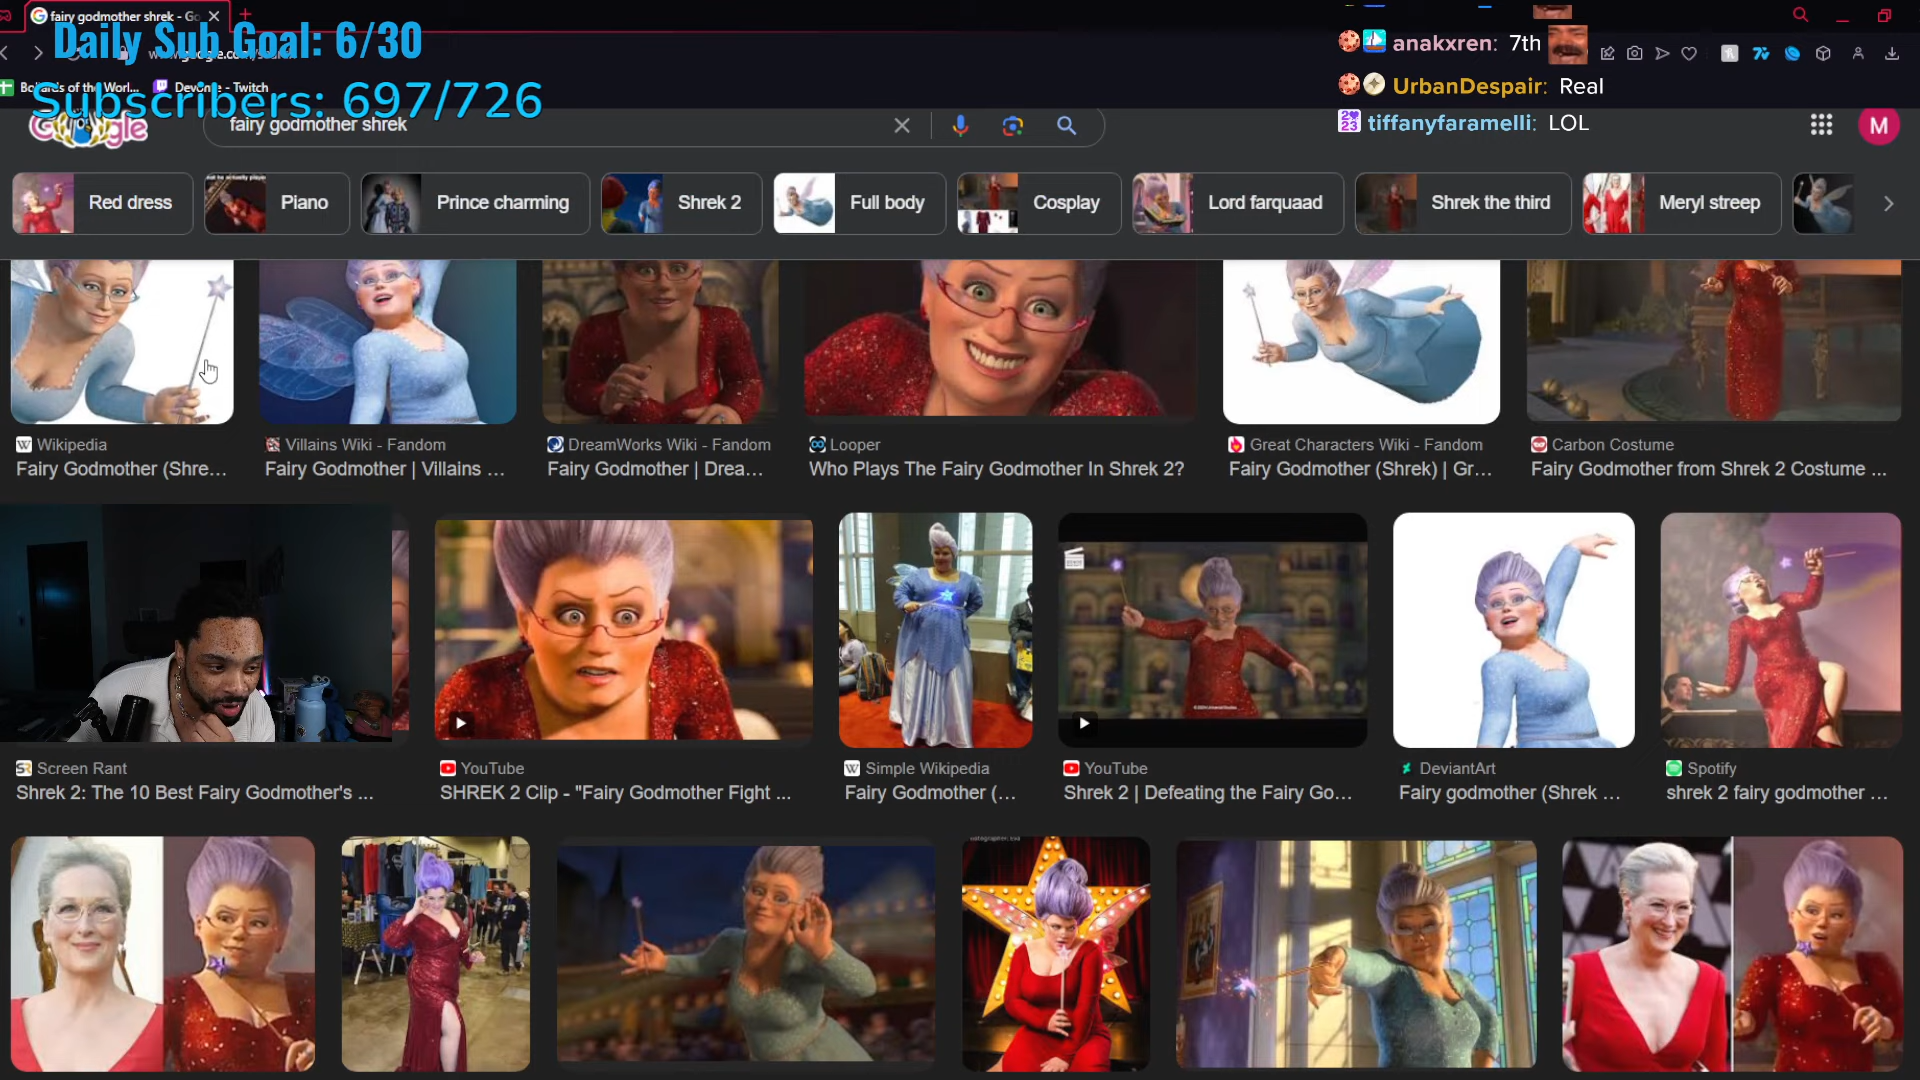 fairy godmother shrek - Go
Daily Sub Goal: 6/30
Subscribers: 697/726
Bollards of the Worl...
Twitch
anakxren: 7th
UrbanDespair: Real
tiffanyfaramelli: LOL
fairy godmother shrek
M
Red dress
Piano
Prince charming
Shrek 2
Full body
Cosplay
Lord farquaad
Shrek the third
Meryl streep
Wikipedia
Fairy Godmother (Shre...
Villains Wiki - Fandom
Fairy Godmother | Villains ...
DreamWorks Wiki - Fandom
Fairy Godmother | Drea...
Looper
Who Plays The Fairy Godmother In Shrek 2?
Great Characters Wiki - Fandom
Fairy Godmother (Shrek) | Gr...
Carbon Costume
Fairy Godmother from Shrek 2 Costume ...
Screen Rant
Shrek 2: The 10 Best Fairy Godmother's ...
YouTube
SHREK 2 Clip - "Fairy Godmother Fight ...
Simple Wikipedia
Fairy Godmother (...
YouTube
Shrek 2 | Defeating the Fairy Go...
DeviantArt
Fairy godmother (Shrek ...
Spotify
shrek 2 fairy godmother ...